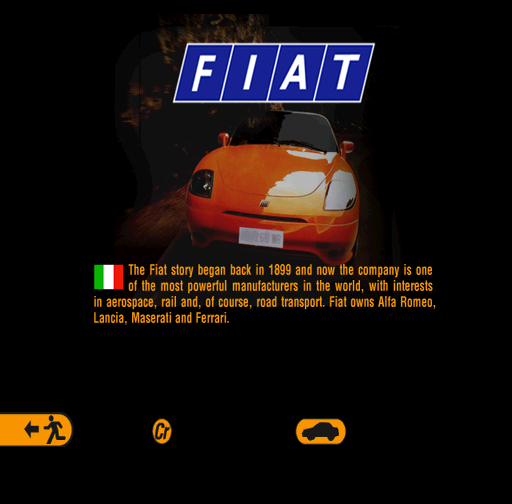 FIAT
The Fiat story began back in 1899 and now the company is one
of the most powerful manufacturers in the world, with interests
in aerospace, rail and, of course, road transport. Fiat owns Alfa Romeo,
Lancia, Maserati and Ferrari.
Cr